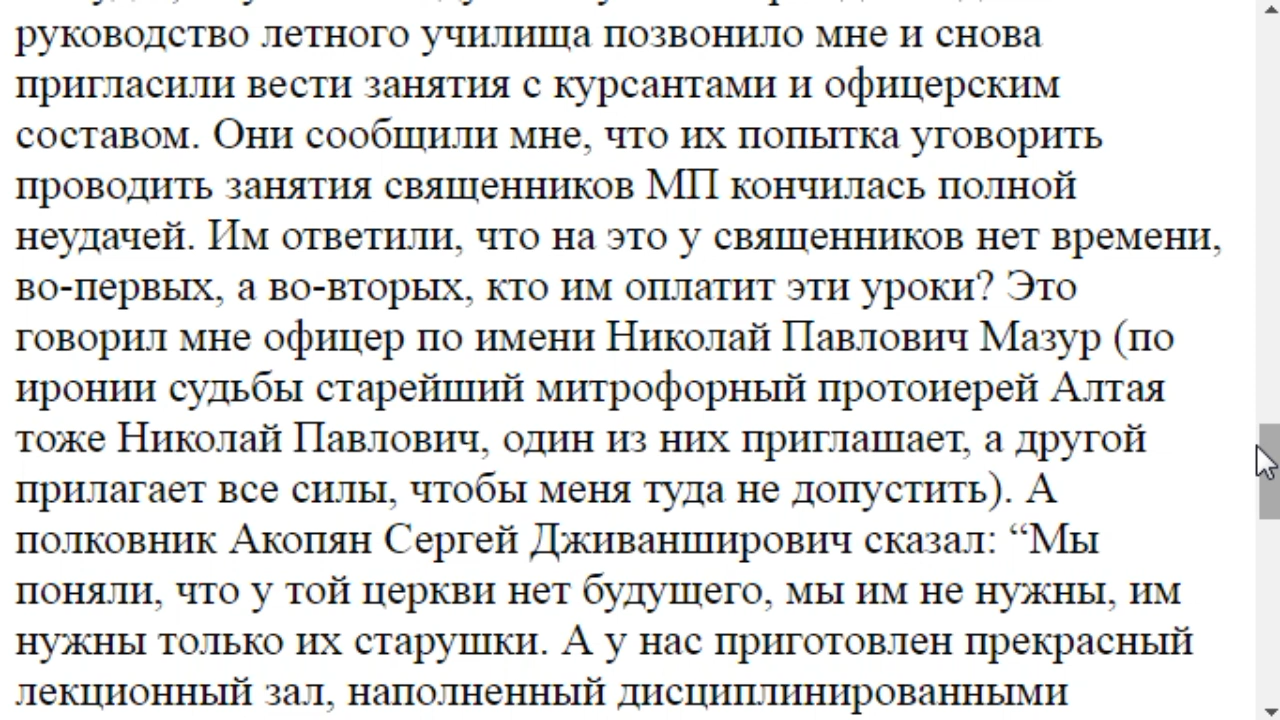 руководство летного училища позвонило мне и снова
пригласили вести занятия с курсантами и офицерским
составом. Они сообщили мне, что их попытка уговорить
проводить занятия священников МП кончилась полной
неудачей. Им ответили, что на это у священников нет времени,
во-первых, а во-вторых, кто им оплатит эти уроки? Это
говорил мне офицер по имени Николай Павлович Мазур (по
иронии судьбы старейший митрофорный протоиерей Алтая
тоже Николай Павлович, один из них приглашает, а другой
прилагает все силы, чтобы меня туда не допустить). А
полковник Акопян Сергей Дживанширович сказал: “Мы
поняли, что у той церкви нет будущего, мы им не нужны, им
нужны только их старушки. А у нас приготовлен прекрасный
лекционный зал, наполненный дисциплинированными